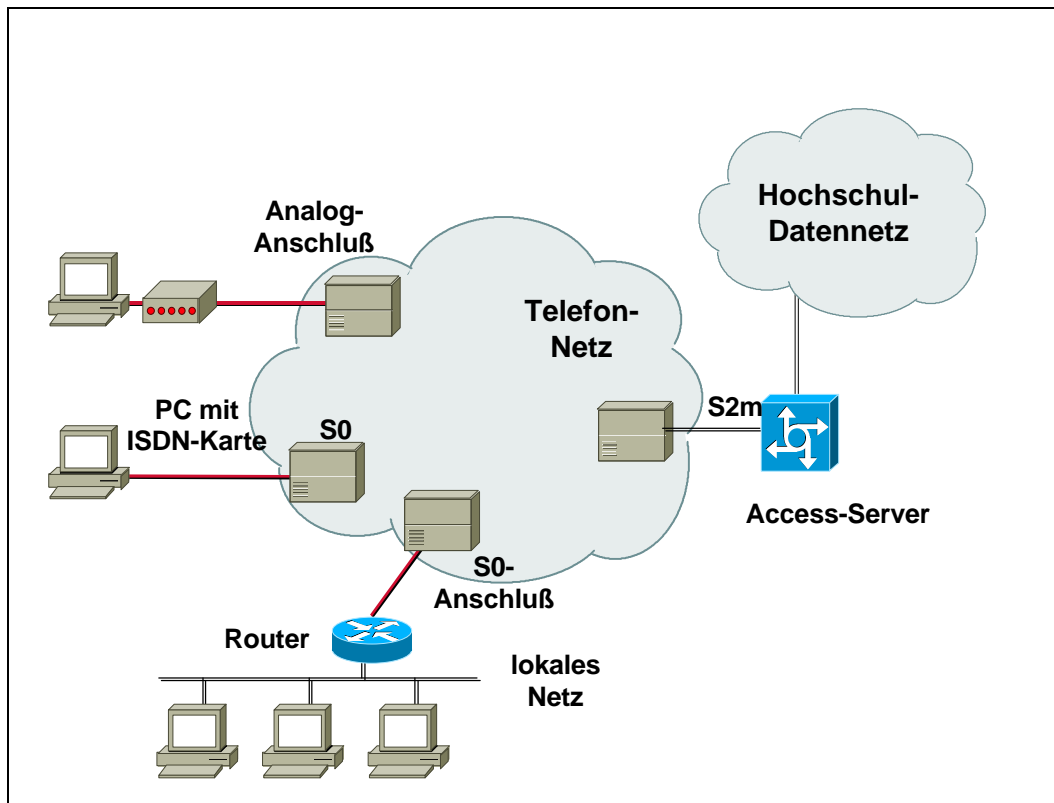 Hochschul-
Datennetz
Analog-
Anschluß
Telefon-
Netz
PC mit
ISDN-Karte
S0
S2m
Access-Server
S0-
Anschluß
Router
lokales
Netz